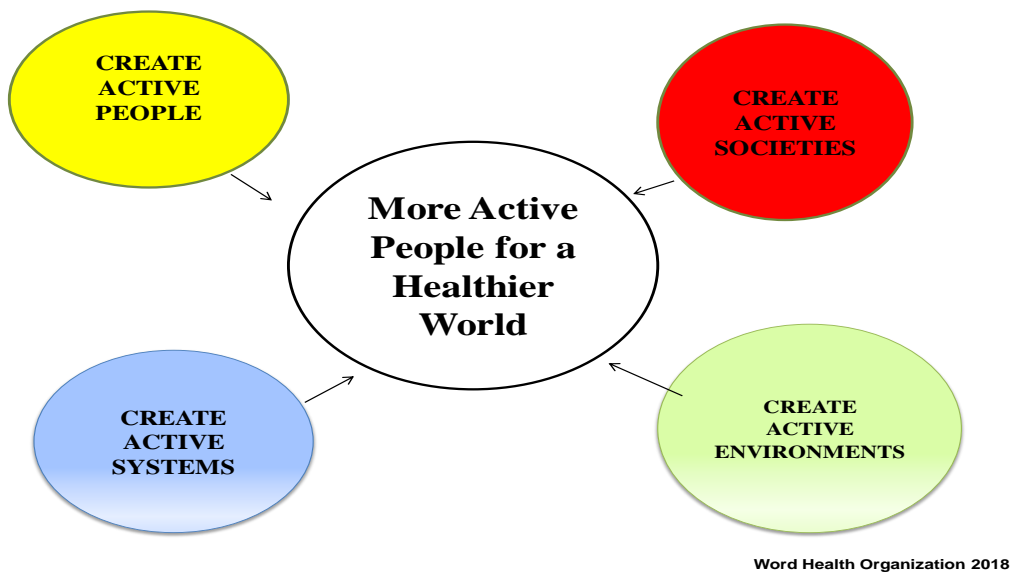 CREATE
ACTIVE
PEOPLE
CREATE
ACTIVE
SOCIETIES
More Active
People for a
Healthier
World
CREATE
ACTIVE
SYSTEMS
CREATE
ACTIVE
ENVIRONMENTS
Word Health Organization 2018